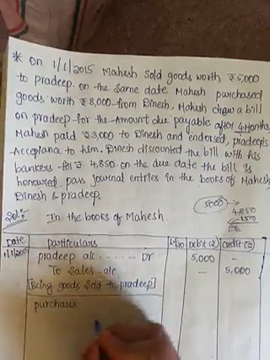 * On 1/1/2015 Mahesh Sold goods worth ₹ 5,000
to pradeep. on the same date Mahesh purchased
goods worth ₹ 8,000 from Dinesh. Mahesh drew a bill
on pradeep for the Amount due payable after 4 Months
Mahesh paid ₹ 3,000 to Dinesh and endorsed, pradeep's
Acceptance to him. Dinesh discounted the bill with his
bankers for ₹ 4,850 on the due date the bill is
honoured, pass journal entries in the books of Mahesh
Dinesh & pradeep.
5000
4,850
150
Sol:- In the books of Mahesh
Date particulars L.F.no Debit (₹) credit (₹)
1/1/2015 pradeep a/c ...... Dr 5,000 —
To Sales a/c — 5,000
[Being goods Sold to pradeep]
purchases